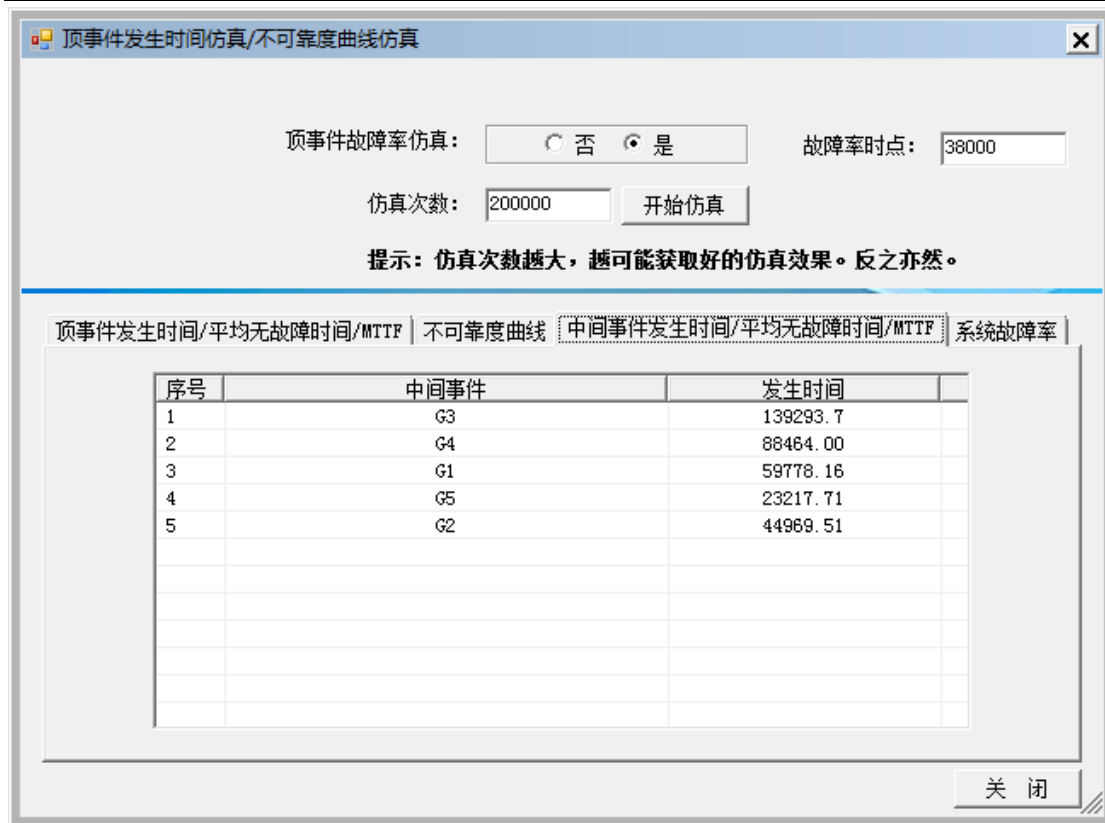 顶事件发生时间仿真/不可靠度曲线仿真
顶事件故障率仿真： 否 是 故障率时点： 38000
仿真次数： 200000 开始仿真
提示：仿真次数越大，越可能获取好的仿真效果。反之亦然。
顶事件发生时间/平均无故障时间/MTTF 不可靠度曲线 中间事件发生时间/平均无故障时间/MTTF 系统故障率
序号 中间事件 发生时间
1 G3 139293.7
2 G4 88464.00
3 G1 59778.16
4 G5 23217.71
5 G2 44969.51
关 闭